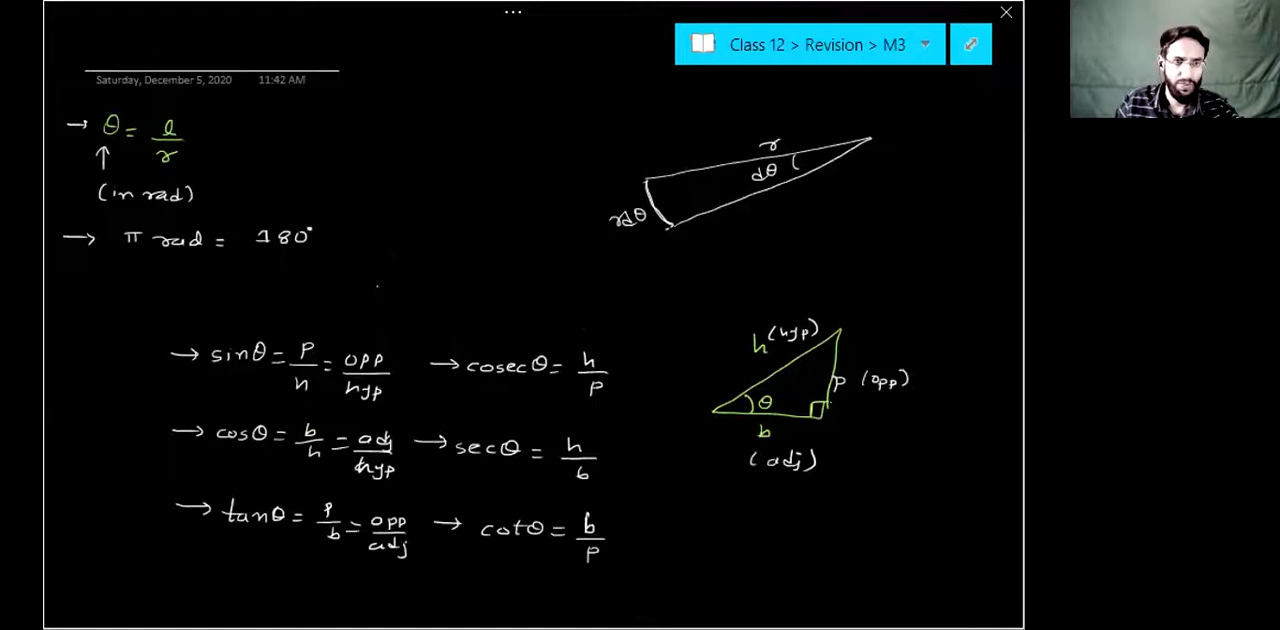 ...
Class 12 > Revision > M3
Saturday, December 5, 2020 11:42 AM
→ θ = l/r
↑
(in rad)
→ π rad = 180°
r
dθ
rdθ
→ sinθ = P/h = opp/hyp → cosecθ = h/P
→ cosθ = b/h = adj/hyp → secθ = h/b
→ tanθ = P/b = opp/adj → cotθ = b/P
h (hyp)
P (opp)
θ
b
(adj)